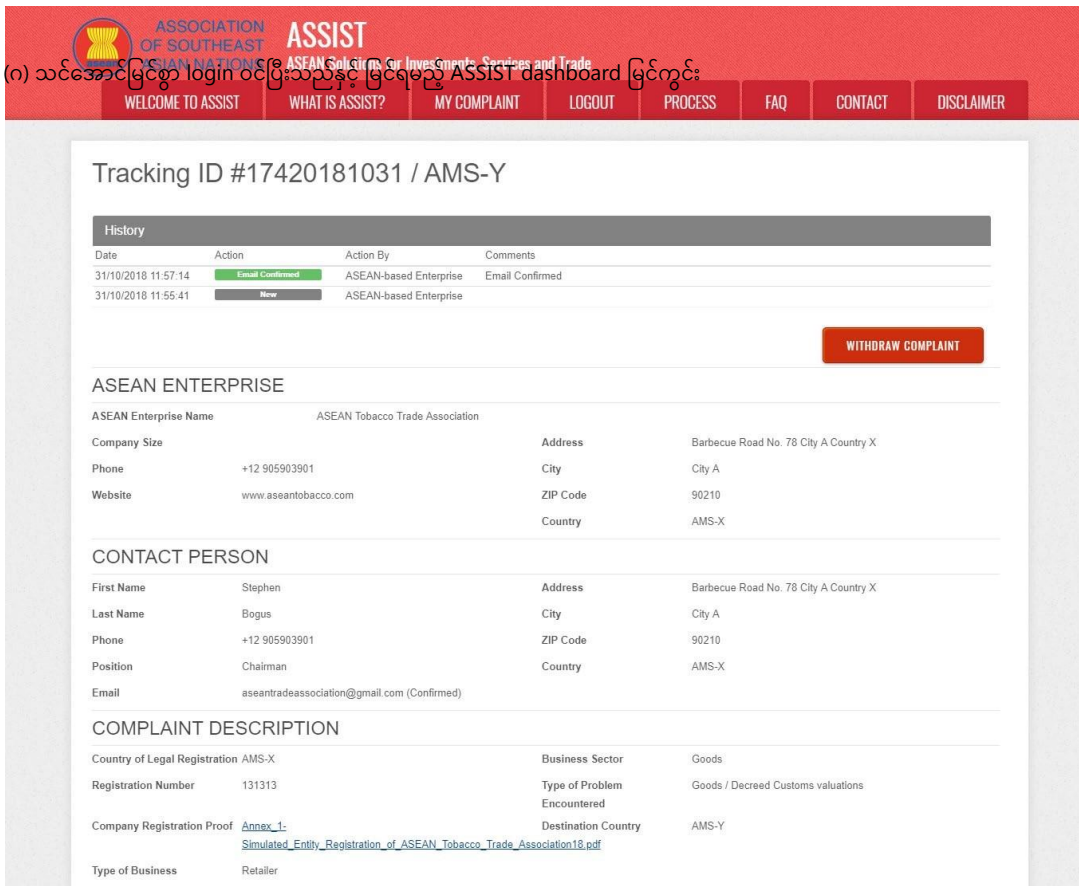 ASSOCIATION
OF SOUTHEAST
ASIAN NATIONS
ASSIST
ASEAN Solutions for Investments, Services and Trade
(ဂ) သင်အောင်မြင်စွာ login ဝင်ပြီးသည်နှင့် မြင်ရမည့် ASSIST dashboard မြင်ကွင်း
WELCOME TO ASSIST WHAT IS ASSIST? MY COMPLAINT LOGOUT PROCESS FAQ CONTACT DISCLAIMER
Tracking ID #17420181031 / AMS-Y
History
Date Action Action By Comments
31/10/2018 11:57:14 Email Confirmed ASEAN-based Enterprise Email Confirmed
31/10/2018 11:55:41 New ASEAN-based Enterprise
WITHDRAW COMPLAINT
ASEAN ENTERPRISE
ASEAN Enterprise Name ASEAN Tobacco Trade Association
Company Size Address Barbecue Road No. 78 City A Country X
Phone +12 905903901 City City A
Website www.aseantobacco.com ZIP Code 90210
Country AMS-X
CONTACT PERSON
First Name Stephen Address Barbecue Road No. 78 City A Country X
Last Name Bogus City City A
Phone +12 905903901 ZIP Code 90210
Position Chairman Country AMS-X
Email aseantradeassociation@gmail.com (Confirmed)
COMPLAINT DESCRIPTION
Country of Legal Registration AMS-X Business Sector Goods
Registration Number 131313 Type of Problem Goods / Decreed Customs valuations
Encountered
Company Registration Proof Annex_1- Destination Country AMS-Y
Simulated_Entity_Registration_of_ASEAN_Tobacco_Trade_Association18.pdf
Type of Business Retailer